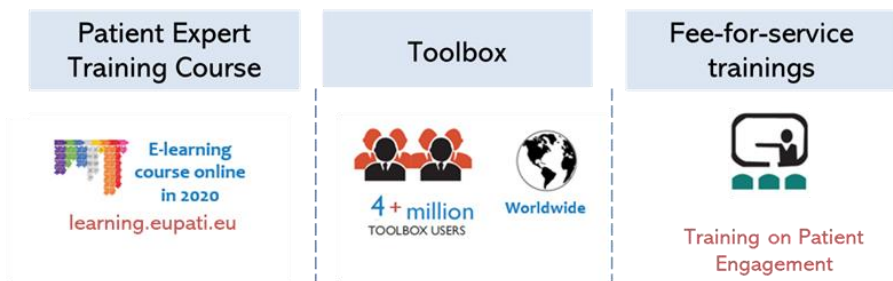 Patient Expert
Training Course
E-learning
course online
in 2020
learning.eupati.eu
Toolbox
4+ million
TOOLBOX USERS
Worldwide
Fee-for-service
trainings
Training on Patient
Engagement